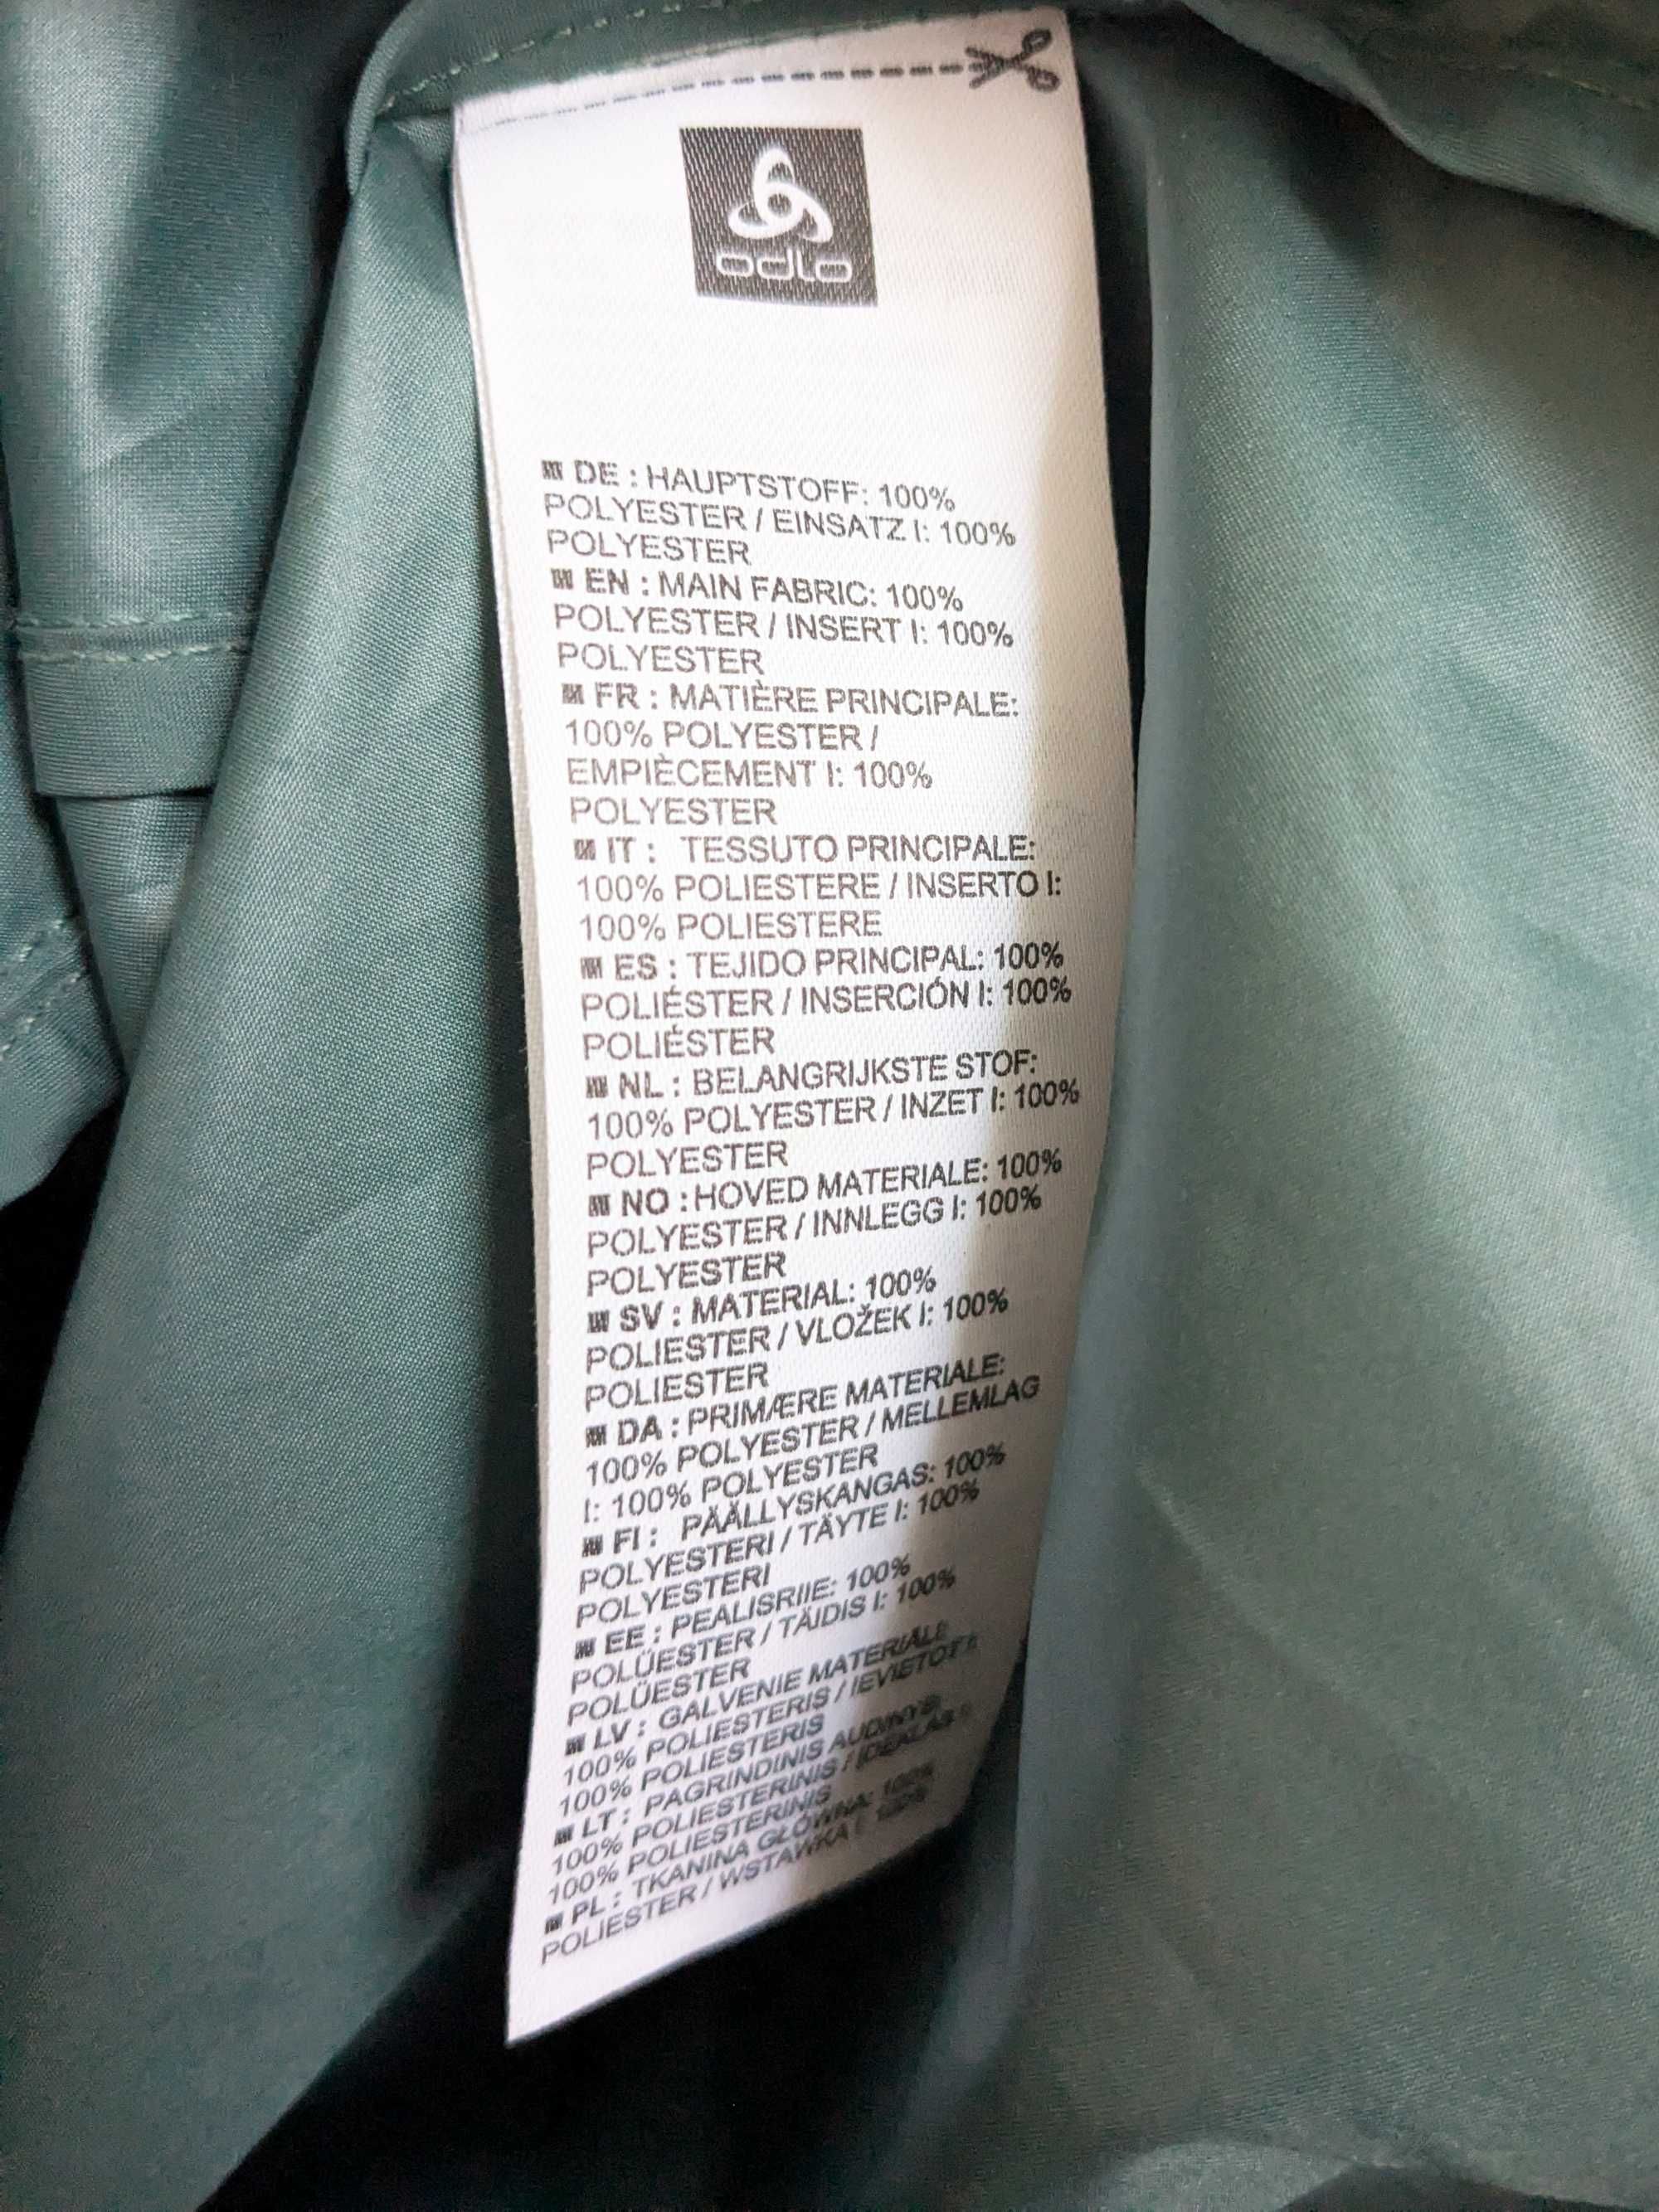 odlo
DE : HAUPTSTOFF: 100%
POLYESTER / EINSATZ I: 100%
POLYESTER
EN : MAIN FABRIC: 100%
POLYESTER / INSERT I: 100%
POLYESTER
FR : MATIÈRE PRINCIPALE:
100% POLYESTER /
EMPIÈCEMENT I: 100%
POLYESTER
IT : TESSUTO PRINCIPALE:
100% POLIESTERE / INSERTO I:
100% POLIESTERE
ES : TEJIDO PRINCIPAL: 100%
POLIÉSTER / INSERCIÓN I: 100%
POLIÉSTER
NL : BELANGRIJKSTE STOF:
100% POLYESTER / INZET I: 100%
POLYESTER
NO : HOVED MATERIALE: 100%
POLYESTER / INNLEGG I: 100%
POLYESTER
SV : MATERIAL: 100%
POLIESTER / VLOŽEK I: 100%
POLIESTER
DA : PRIMÆRE MATERIALE:
100% POLYESTER / MELLEMLAG
I: 100% POLYESTER
FI : PÄÄLLYSKANGAS: 100%
POLYESTERI / TÄYTE I: 100%
POLYESTERI
EE : PEALISRIIE: 100%
POLÜESTER / TÄIDIS I: 100%
POLÜESTER
LV : GALVENIE MATERIĀLI:
100% POLIESTERIS / IEVIETOT I:
100% POLIESTERIS
LT : PAGRINDINIS AUDINYS:
100% POLIESTERINIS / ĮDĖKLAS I:
100% POLIESTERINIS
PL : TKANINA GŁÓWNA: 100%
POLIESTER / WSTAWKA I: 100%